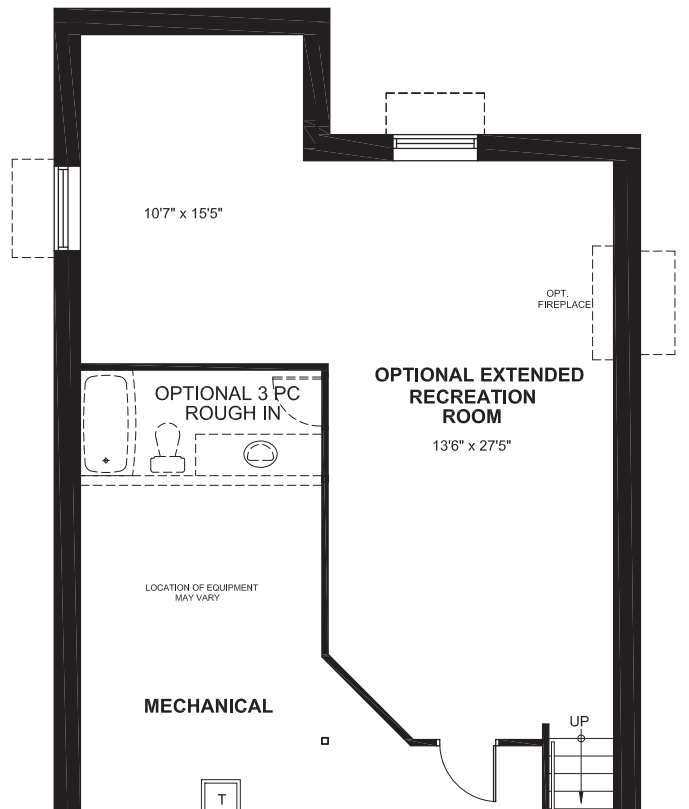 10'7" x 15'5"
OPT.
FIREPLACE
OPTIONAL EXTENDED
RECREATION
ROOM
13'6" x 27'5"
OPTIONAL 3 PC
ROUGH IN
LOCATION OF EQUIPMENT
MAY VARY
MECHANICAL
UP
T